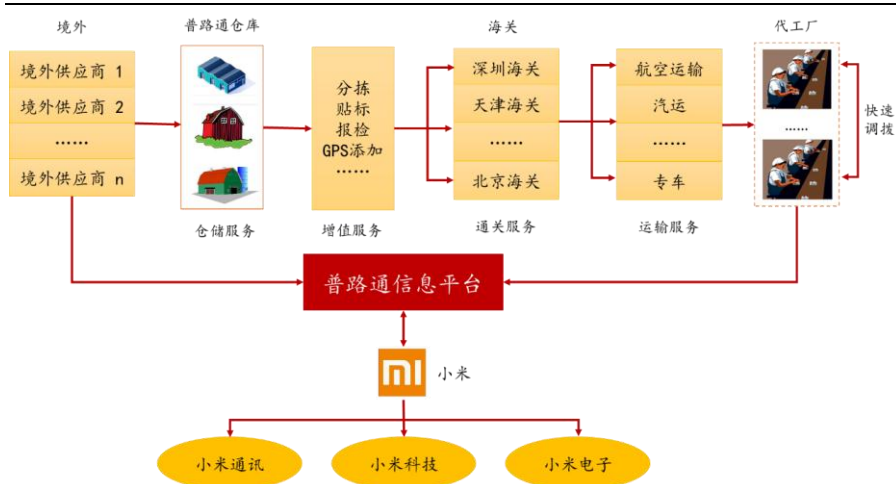 境外
普路通仓库
海关
代工厂
境外供应商 1
境外供应商 2
……
境外供应商 n
分拣
贴标
报检
GPS添加
……
深圳海关
天津海关
……
北京海关
航空运输
汽运
……
专车
……
快速
调拨
仓储服务
增值服务
通关服务
运输服务
普路通信息平台
mi
小米
小米通讯
小米科技
小米电子